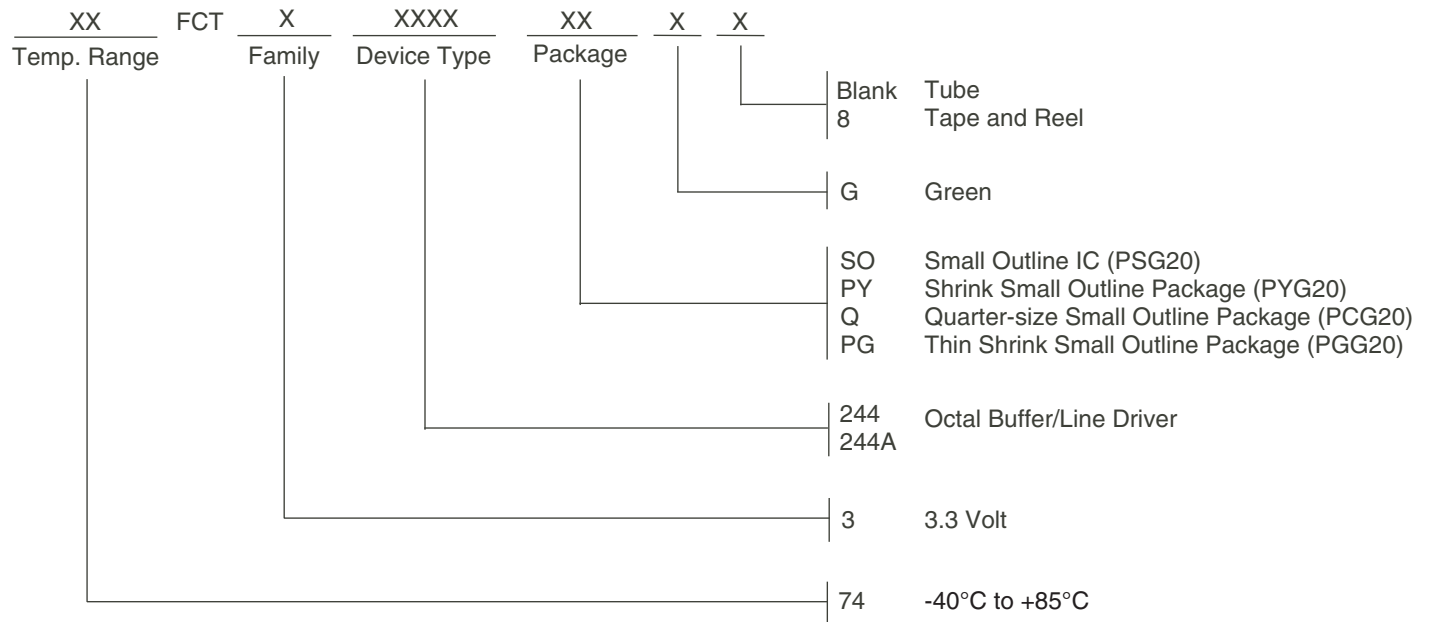 XX FCT X XXXX XX X X
Temp. Range Family Device Type Package
Blank Tube
8 Tape and Reel
G Green
SO Small Outline IC (PSG20)
PY Shrink Small Outline Package (PYG20)
Q Quarter-size Small Outline Package (PCG20)
PG Thin Shrink Small Outline Package (PGG20)
244 Octal Buffer/Line Driver
244A
3 3.3 Volt
74 -40°C to +85°C